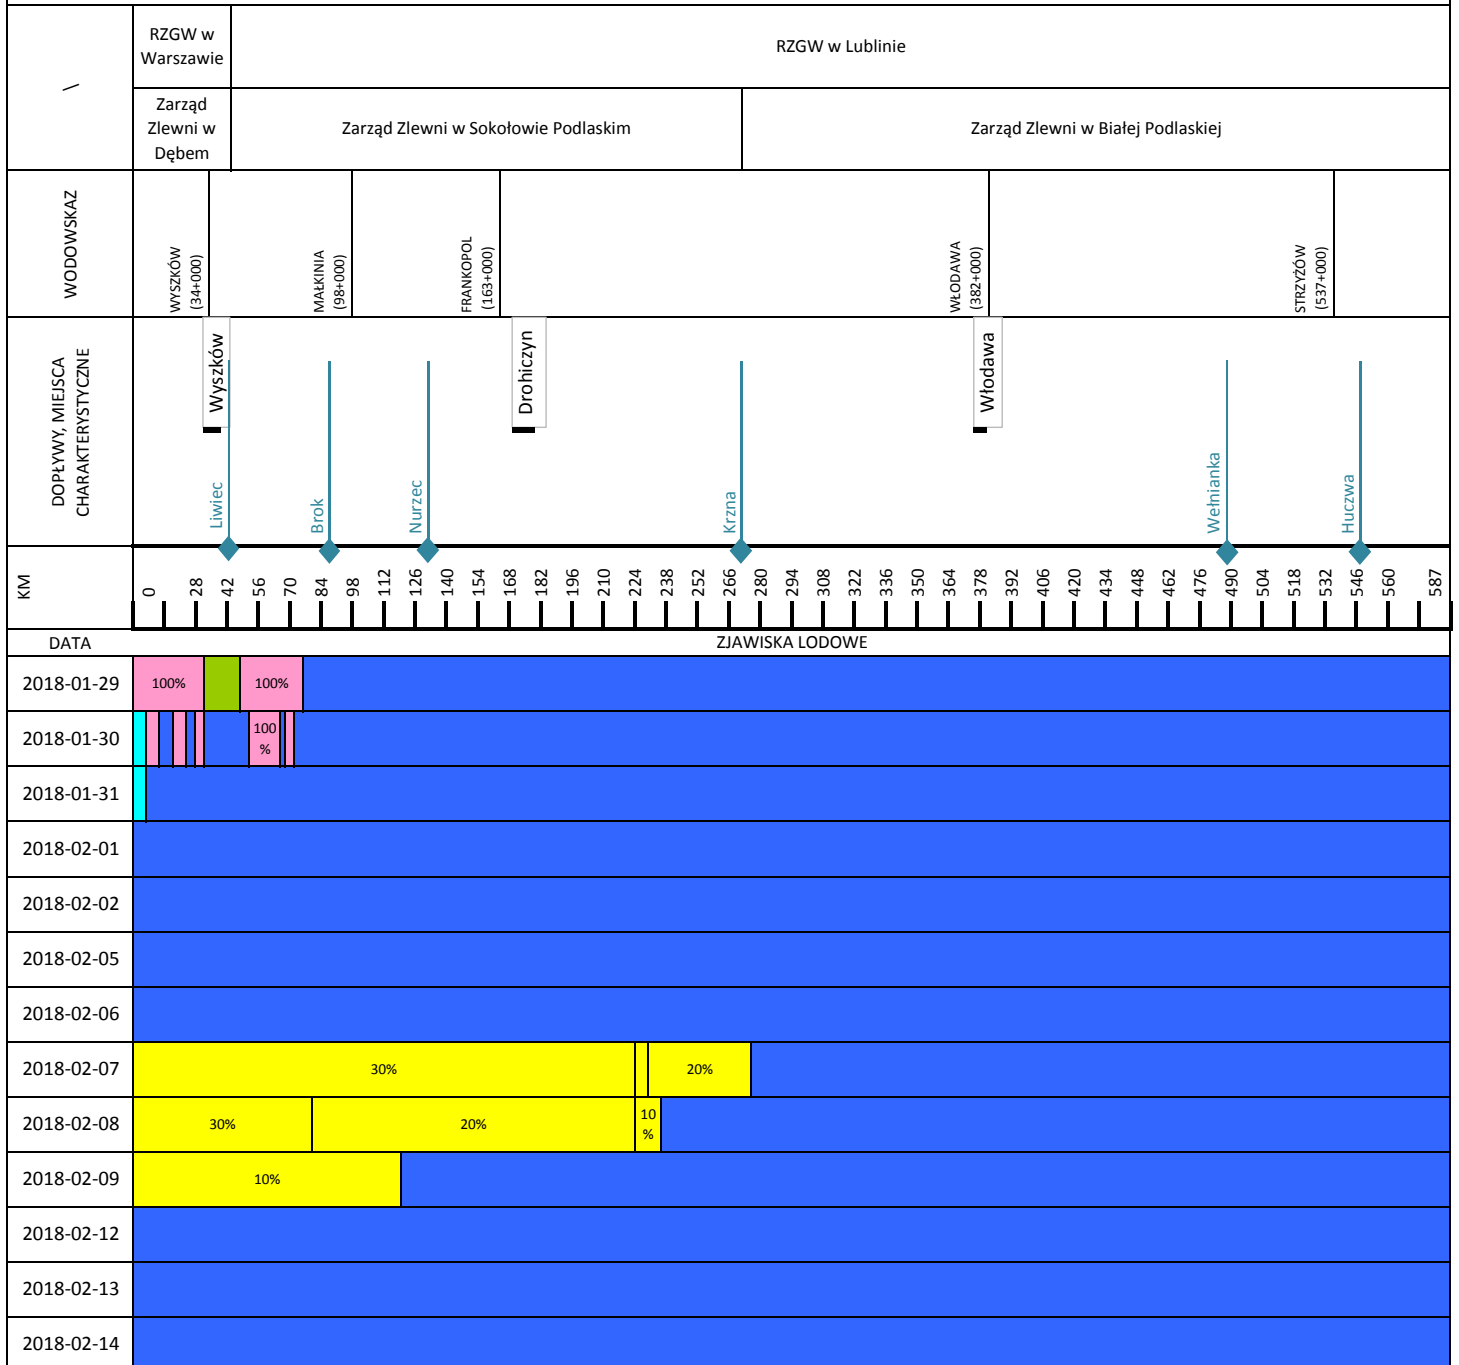 \
RZGW w
Warszawie
RZGW w Lublinie
Zarząd
Zlewni w
Dębem
Zarząd Zlewni w Sokołowie Podlaskim
Zarząd Zlewni w Białej Podlaskiej
WODOWSKAZ
WYSZKÓW
(34+000)
MAŁKINIA
(98+000)
FRANKOPOL
(163+000)
WŁODAWA
(382+000)
STRZYŻÓW
(537+000)
DOPŁYWY, MIEJSCA
CHARAKTERYSTYCZNE
Wyszków
Drohiczyn
Włodawa
Liwiec
Brok
Nurzec
Krzna
Wełnianka
Huczwa
KM
0 28 42 56 70 84 98 112 126 140 154 168 182 196 210 224 238 252 266 280 294 308 322 336 350 364 378 392 406 420 434 448 462 476 490 504 518 532 546 560 587
DATA
ZJAWISKA LODOWE
2018-01-29
100%
100%
2018-01-30
100
%
2018-01-31
2018-02-01
2018-02-02
2018-02-05
2018-02-06
2018-02-07
30%
20%
2018-02-08
30%
20%
10
%
2018-02-09
10%
2018-02-12
2018-02-13
2018-02-14